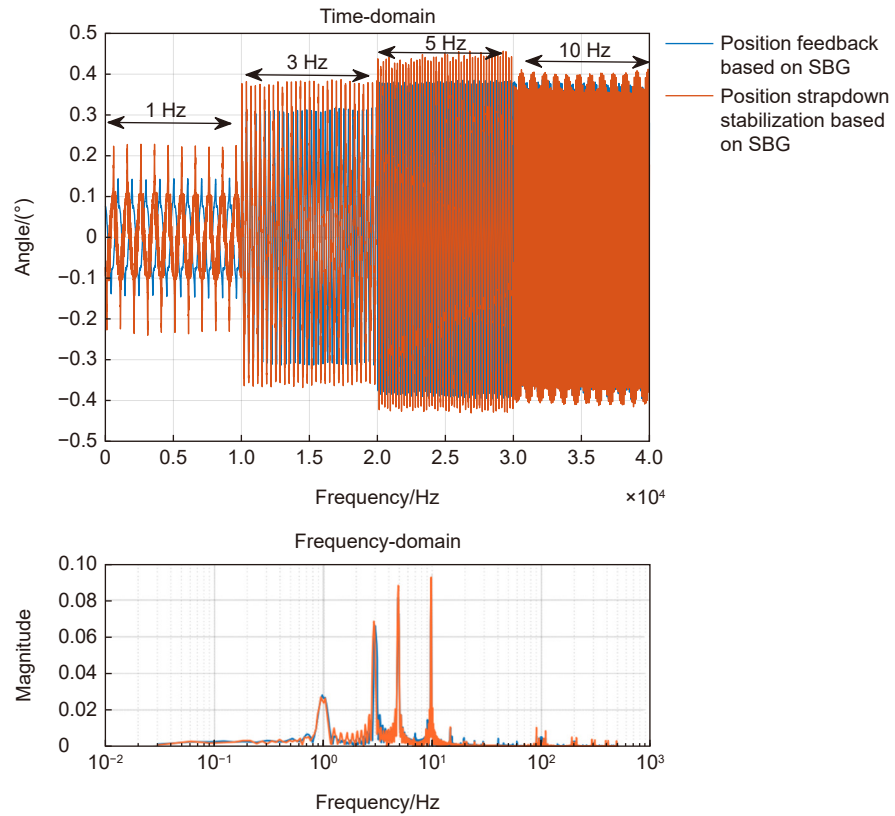 Time-domain
0.5
0.4
0.3
0.2
0.1
0
−0.1
−0.2
−0.3
−0.4
−0.5
Angle/(°)
1 Hz
3 Hz
5 Hz
10 Hz
Position feedback
based on SBG
Position strapdown
stabilization based
on SBG
0 0.5 1.0 1.5 2.0 2.5 3.0 3.5 4.0
Frequency/Hz
×10⁴
Frequency-domain
0.10
0.08
0.06
0.04
0.02
0
Magnitude
10⁻² 10⁻¹ 10⁰ 10¹ 10² 10³
Frequency/Hz